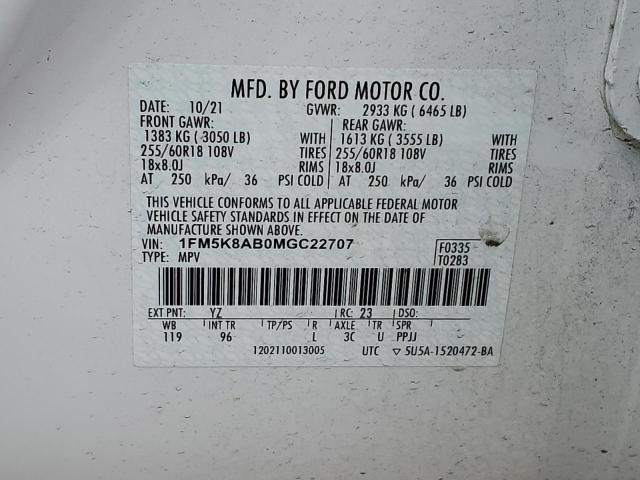 MFD. BY FORD MOTOR CO.
DATE: 10/21 GVWR: 2933 KG ( 6465 LB)
FRONT GAWR: REAR GAWR:
1383 KG ( 3050 LB) WITH 1613 KG ( 3555 LB) WITH
255/60R18 108V TIRES 255/60R18 108V TIRES
18x8.0J RIMS 18x8.0J RIMS
AT 250 kPa/ 36 PSI COLD AT 250 kPa/ 36 PSI COLD
THIS VEHICLE CONFORMS TO ALL APPLICABLE FEDERAL MOTOR
VEHICLE SAFETY STANDARDS IN EFFECT ON THE DATE OF
MANUFACTURE SHOWN ABOVE.
VIN: 1FM5K8AB0MGC22707 F0335
TYPE: MPV T0283
EXT PNT: YZ RC: 23 DSO:
WB INT TR TP/PS R AXLE TR SPR
119 96 L 3C U PPJJ
1202110013005 UTC ▽ 5U5A-1520472-BA